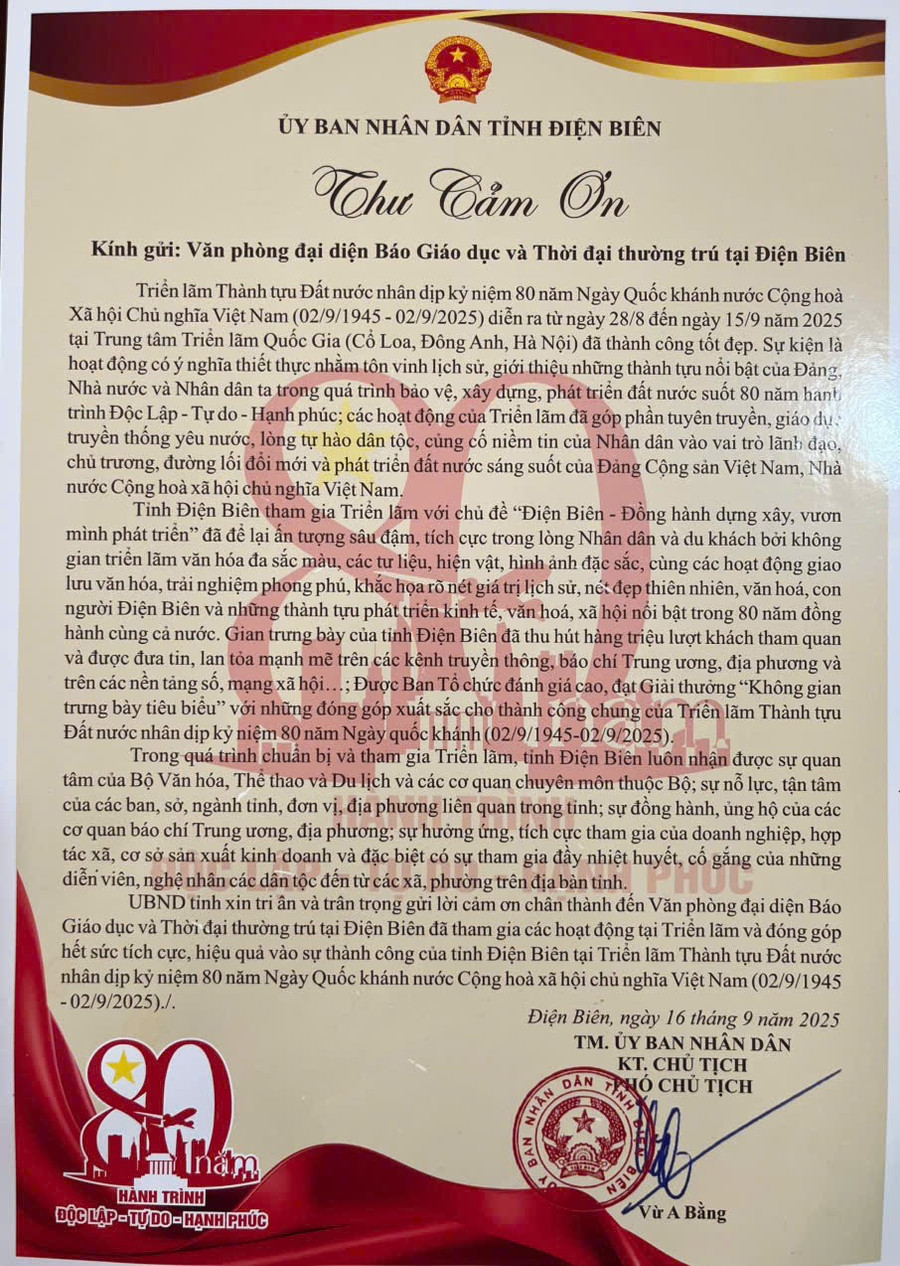 ỦY BAN NHÂN DÂN TỈNH ĐIỆN BIÊN
Thư Cảm Ơn
Kính gửi: Văn phòng đại diện Báo Giáo dục và Thời đại thường trú tại Điện Biên
Triển lãm Thành tựu Đất nước nhân dịp kỷ niệm 80 năm Ngày Quốc khánh nước Cộng hoà
Xã hội Chủ nghĩa Việt Nam (02/9/1945 - 02/9/2025) diễn ra từ ngày 28/8 đến ngày 15/9 năm 2025
tại Trung tâm Triển lãm Quốc Gia (Cổ Loa, Đông Anh, Hà Nội) đã thành công tốt đẹp. Sự kiện là
hoạt động có ý nghĩa thiết thực nhằm tôn vinh lịch sử, giới thiệu những thành tựu nổi bật của Đảng,
Nhà nước và Nhân dân ta trong quá trình bảo vệ, xây dựng, phát triển đất nước suốt 80 năm hành
trình Độc Lập - Tự do - Hạnh phúc; các hoạt động của Triển lãm đã góp phần tuyên truyền, giáo dục
truyền thống yêu nước, lòng tự hào dân tộc, củng cố niềm tin của Nhân dân vào vai trò lãnh đạo,
chủ trương, đường lối đổi mới và phát triển đất nước sáng suốt của Đảng Cộng sản Việt Nam, Nhà
nước Cộng hoà xã hội chủ nghĩa Việt Nam.
Tỉnh Điện Biên tham gia Triển lãm với chủ đề “Điện Biên - Đồng hành dựng xây, vươn
mình phát triển” đã để lại ấn tượng sâu đậm, tích cực trong lòng Nhân dân và du khách bởi không
gian triển lãm văn hóa đa sắc màu, các tư liệu, hiện vật, hình ảnh đặc sắc, cùng các hoạt động giao
lưu văn hóa, trải nghiệm phong phú, khắc họa rõ nét giá trị lịch sử, nét đẹp thiên nhiên, văn hoá, con
người Điện Biên và những thành tựu phát triển kinh tế, văn hoá, xã hội nổi bật trong 80 năm đồng
hành cùng cả nước. Gian trưng bày của tỉnh Điện Biên đã thu hút hàng triệu lượt khách tham quan
và được đưa tin, lan tỏa mạnh mẽ trên các kênh truyền thông, báo chí Trung ương, địa phương và
trên các nền tảng số, mạng xã hội...; Được Ban Tổ chức đánh giá cao, đạt Giải thưởng “Không gian
trưng bày tiêu biểu” với những đóng góp xuất sắc cho thành công chung của Triển lãm Thành tựu
Đất nước nhân dịp kỷ niệm 80 năm Ngày Quốc khánh (02/9/1945-02/9/2025).
Trong quá trình chuẩn bị và tham gia Triển lãm, tỉnh Điện Biên luôn nhận được sự quan
tâm của Bộ Văn hóa, Thể thao và Du lịch và các cơ quan chuyên môn thuộc Bộ; sự nỗ lực, tận tâm
của các ban, sở, ngành tỉnh, đơn vị, địa phương liên quan trong tỉnh; sự đồng hành, ủng hộ của các
cơ quan báo chí Trung ương, địa phương; sự hưởng ứng, tích cực tham gia của doanh nghiệp, hợp
tác xã, cơ sở sản xuất kinh doanh và đặc biệt có sự tham gia đầy nhiệt huyết, cố gắng của những
diễn viên, nghệ nhân các dân tộc đến từ các xã, phường trên địa bàn tỉnh.
UBND tỉnh xin tri ân và trân trọng gửi lời cảm ơn chân thành đến Văn phòng đại diện Báo
Giáo dục và Thời đại thường trú tại Điện Biên đã tham gia các hoạt động tại Triển lãm và đóng góp
hết sức tích cực, hiệu quả vào sự thành công của tỉnh Điện Biên tại Triển lãm Thành tựu Đất nước
nhân dịp kỷ niệm 80 năm Ngày Quốc khánh nước Cộng hoà xã hội chủ nghĩa Việt Nam (02/9/1945
- 02/9/2025)./.
Điện Biên, ngày 16 tháng 9 năm 2025
TM. ỦY BAN NHÂN DÂN
KT. CHỦ TỊCH
PHÓ CHỦ TỊCH
ỦY BAN NHÂN DÂN TỈNH ĐIỆN BIÊN
Vừ A Bằng
80 năm
HÀNH TRÌNH
ĐỘC LẬP - TỰ DO - HẠNH PHÚC
80 năm
HÀNH TRÌNH
ĐỘC LẬP - TỰ DO - HẠNH PHÚC